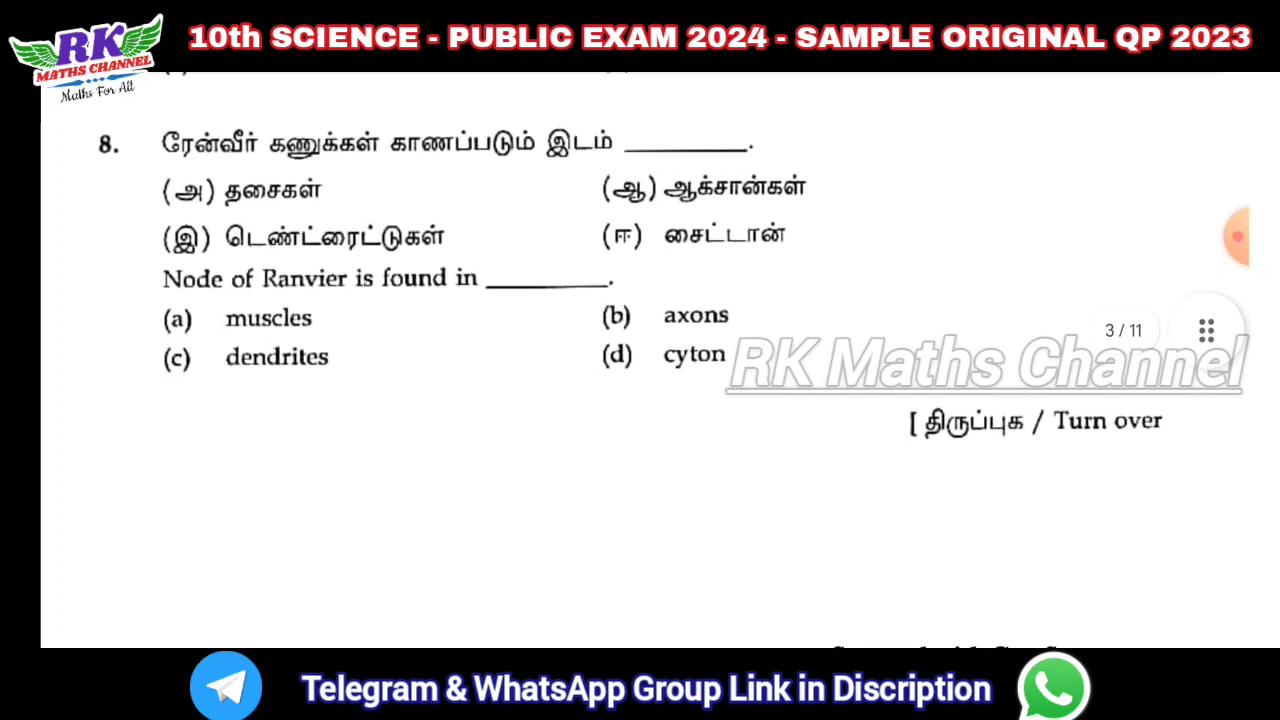 RK
MATHS CHANNEL
Maths For All
10th SCIENCE - PUBLIC EXAM 2024 - SAMPLE ORIGINAL QP 2023
8. ரேன்வீர் கணுக்கள் காணப்படும் இடம் ________.
(அ) தசைகள் (ஆ) ஆக்சான்கள்
(இ) டெண்ட்ரைட்டுகள் (ஈ) சைட்டான்
Node of Ranvier is found in ________.
(a) muscles (b) axons
(c) dendrites (d) cyton
3 / 11
RK Maths Channel
[ திருப்புக / Turn over
Telegram & WhatsApp Group Link in Discription